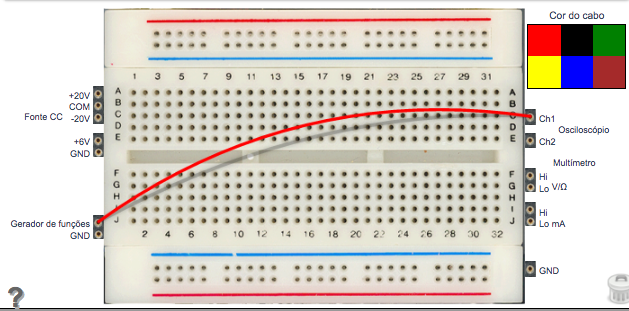 Cor do cabo
1 3 5 7 9 11 13 15 17 19 21 23 25 27 29 31
+20V
COM
Fonte CC -20V
+6V
GND
A
B
C
D
E
A
B
C
D
E
Ch1
Osciloscópio
Ch2
Multímetro
F
G
H
I
J
F
G
H
I
J
Hi
Lo V/Ω
Hi
Lo mA
Gerador de funções
GND
2 4 6 8 10 12 14 16 18 20 22 24 26 28 30 32
GND
?